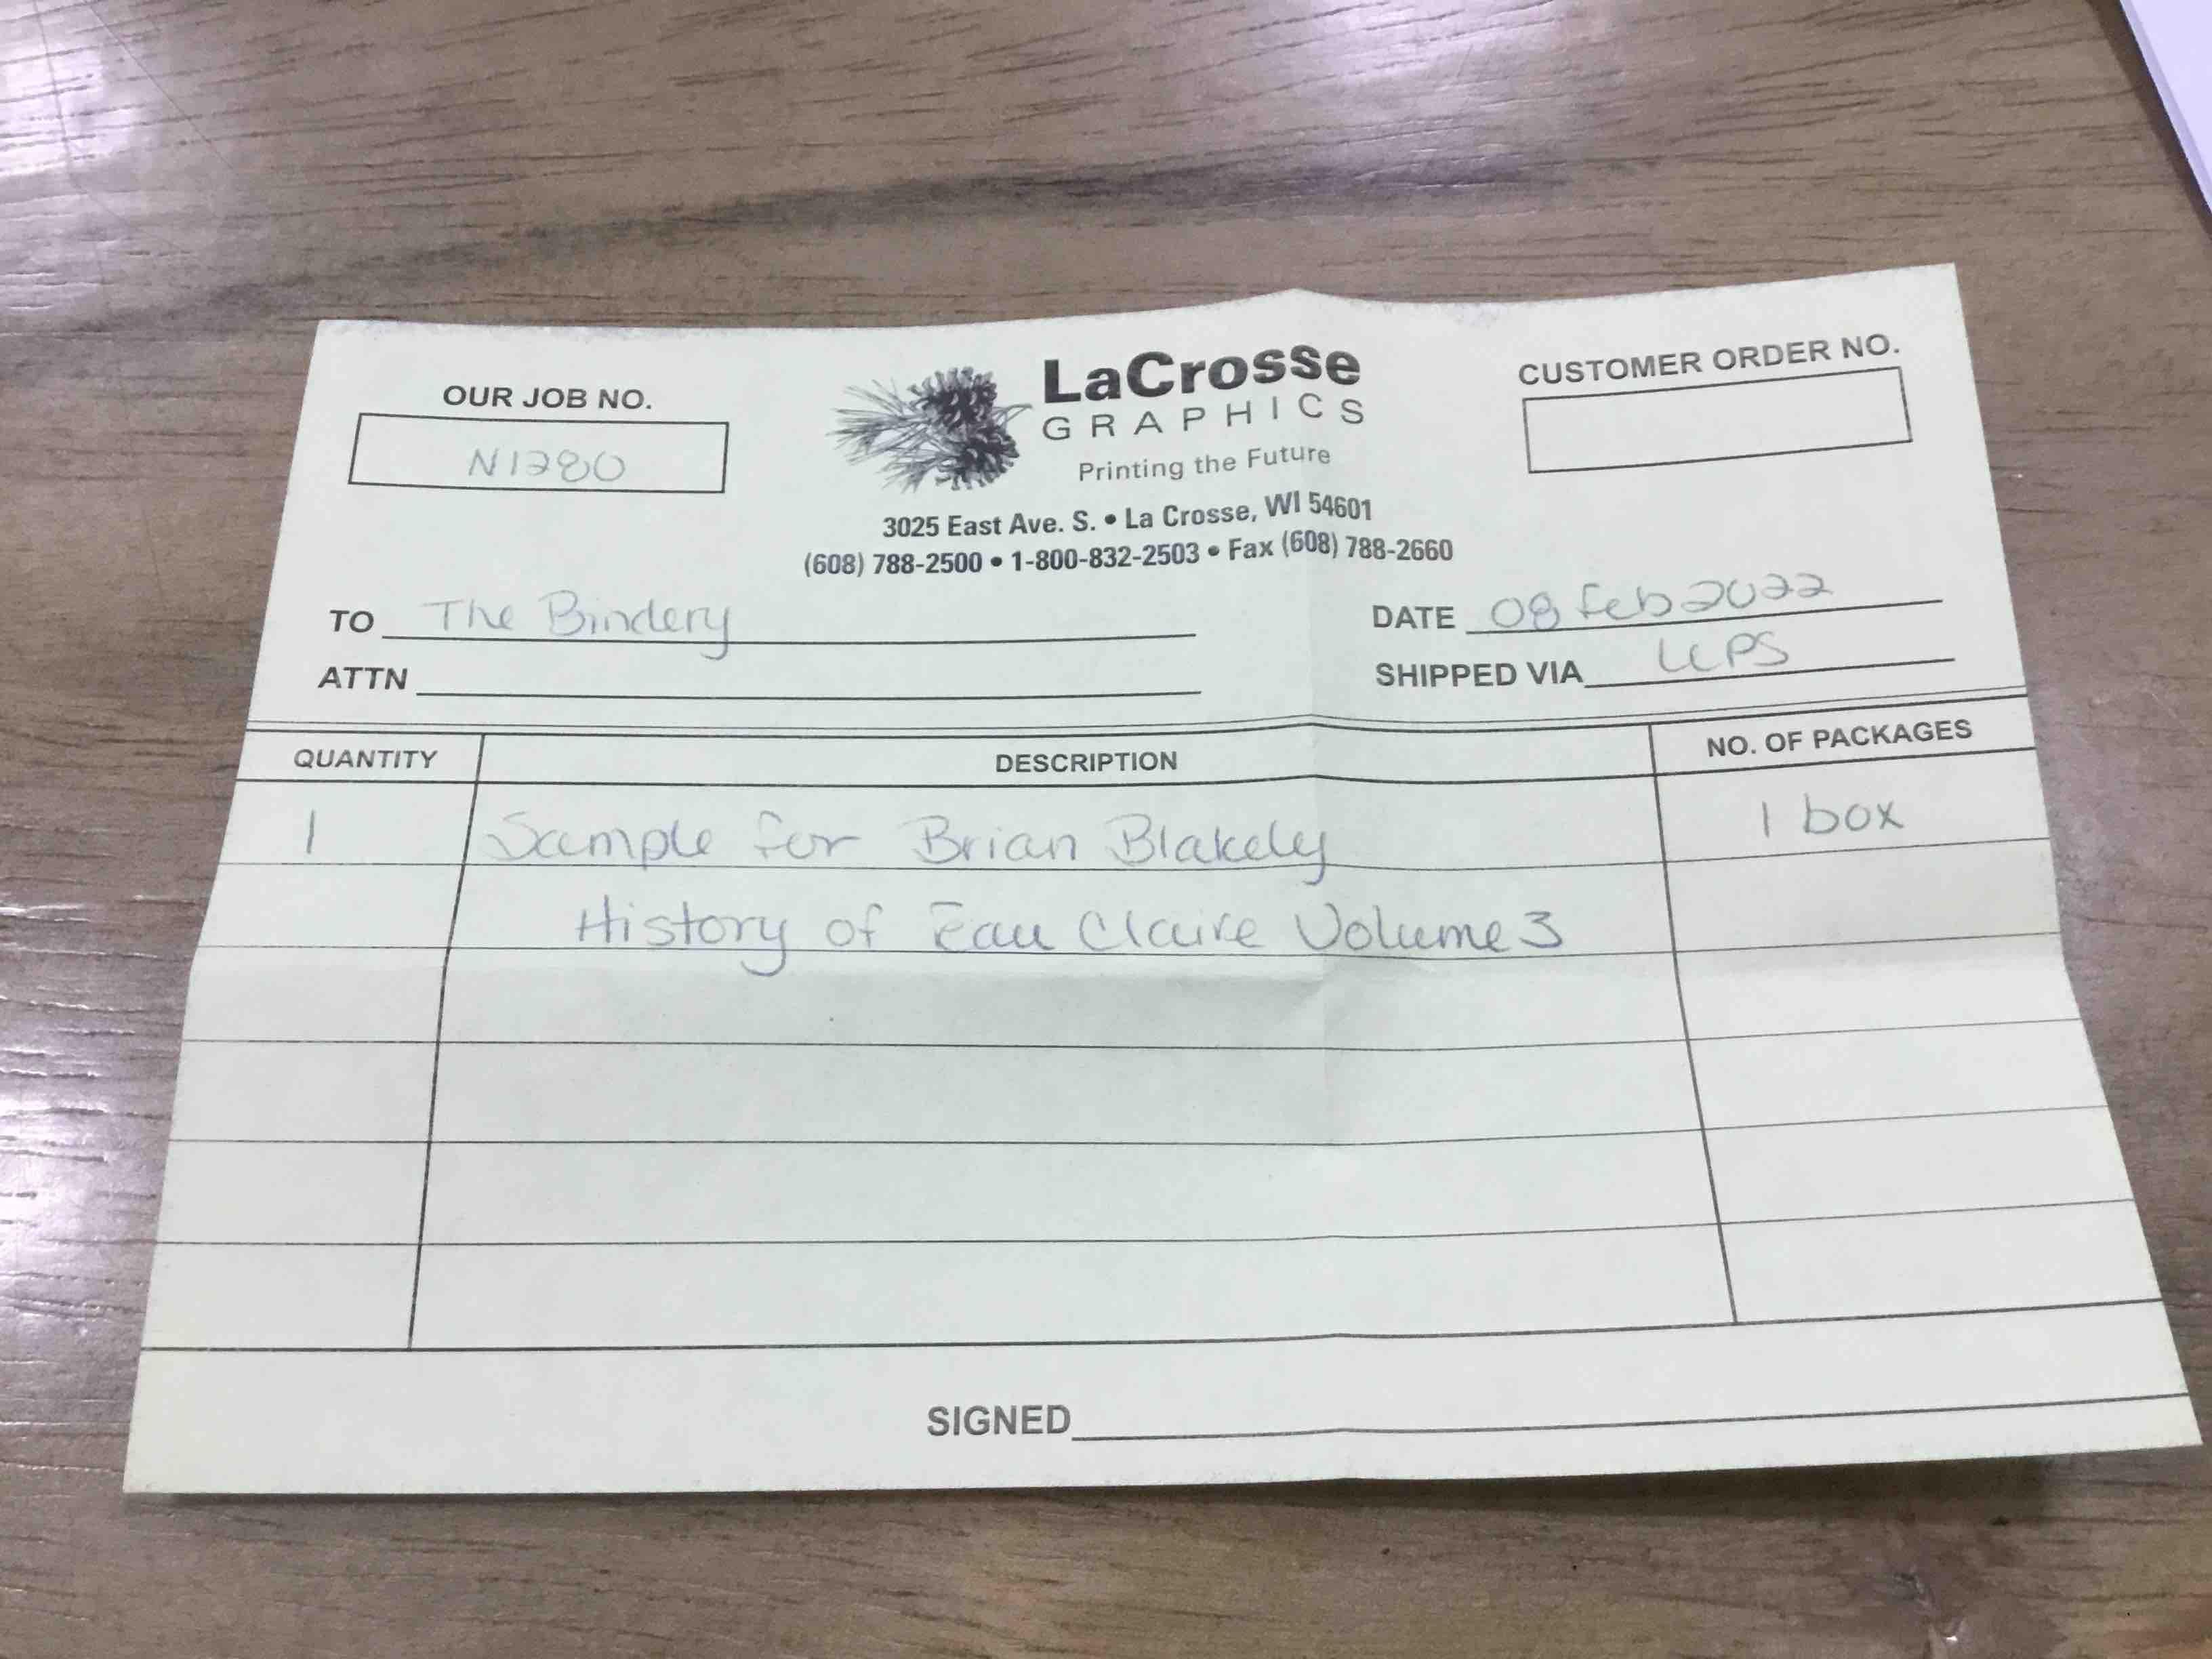 OUR JOB NO.
N1280
LaCrosse
GRAPHICS
Printing the Future
3025 East Ave. S. • La Crosse, WI 54601
(608) 788-2500 • 1-800-832-2503 • Fax (608) 788-2660
CUSTOMER ORDER NO.
TO The Bindery
DATE 08 Feb 2022
ATTN
SHIPPED VIA UPS
QUANTITY DESCRIPTION NO. OF PACKAGES
1 Sample for Brian Blakely 1 box
History of Eau Claire Volume 3
SIGNED